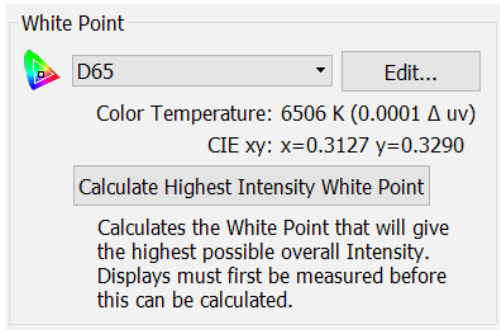 White Point
D65
Edit...
Color Temperature: 6506 K (0.0001 Δ uv)
CIE xy: x=0.3127 y=0.3290
Calculate Highest Intensity White Point
Calculates the White Point that will give
the highest possible overall Intensity.
Displays must first be measured before
this can be calculated.